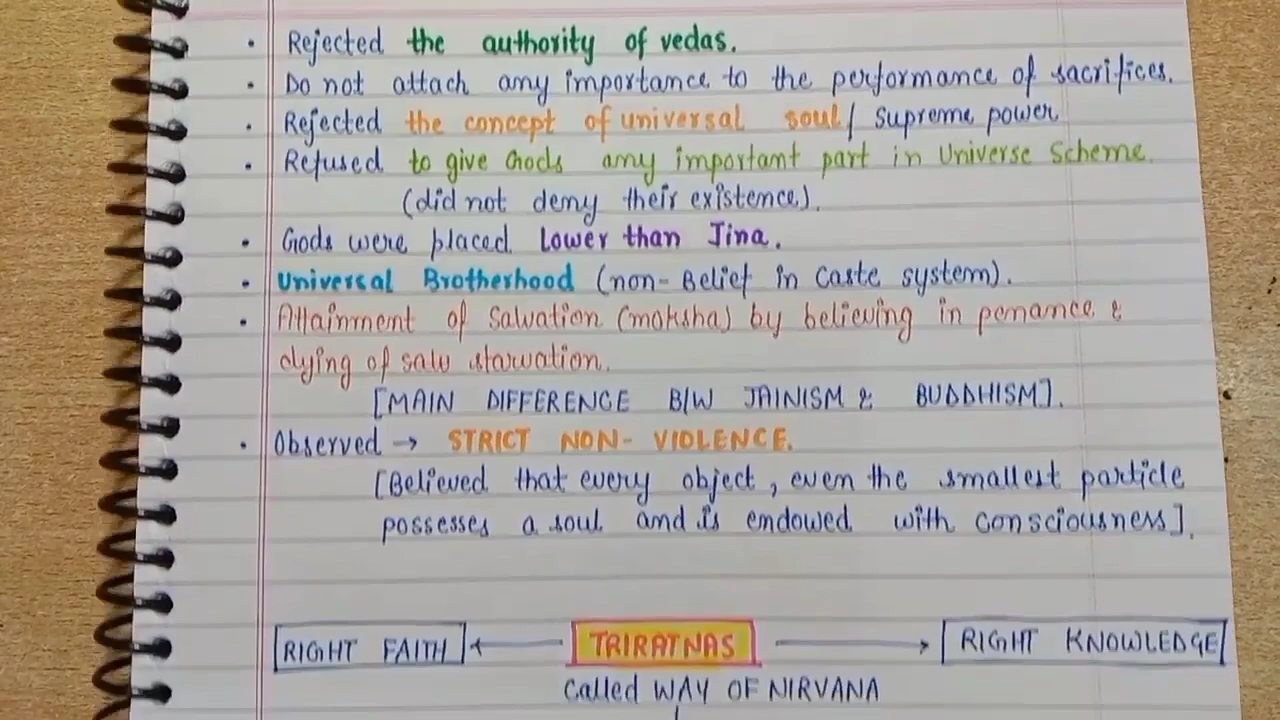 • Rejected the authority of vedas.
• Do not attach any importance to the performance of sacrifices.
• Rejected the concept of universal soul / supreme power
• Refused to give Gods any important part in Universe Scheme.
(did not deny their existence).
• Gods were placed Lower than Jina.
• Universal Brotherhood (non-Belief in Caste system).
• Attainment of Salvation (moksha) by believing in penance &
dying of salv starvation.
[MAIN DIFFERENCE B/W JAINISM & BUDDHISM].
• Observed → STRICT NON-VIOLENCE.
[Believed that every object, even the smallest particle
possesses a soul and is endowed with consciousness].
RIGHT FAITH ← TRIRATNAS → RIGHT KNOWLEDGE
Called WAY OF NIRVANA